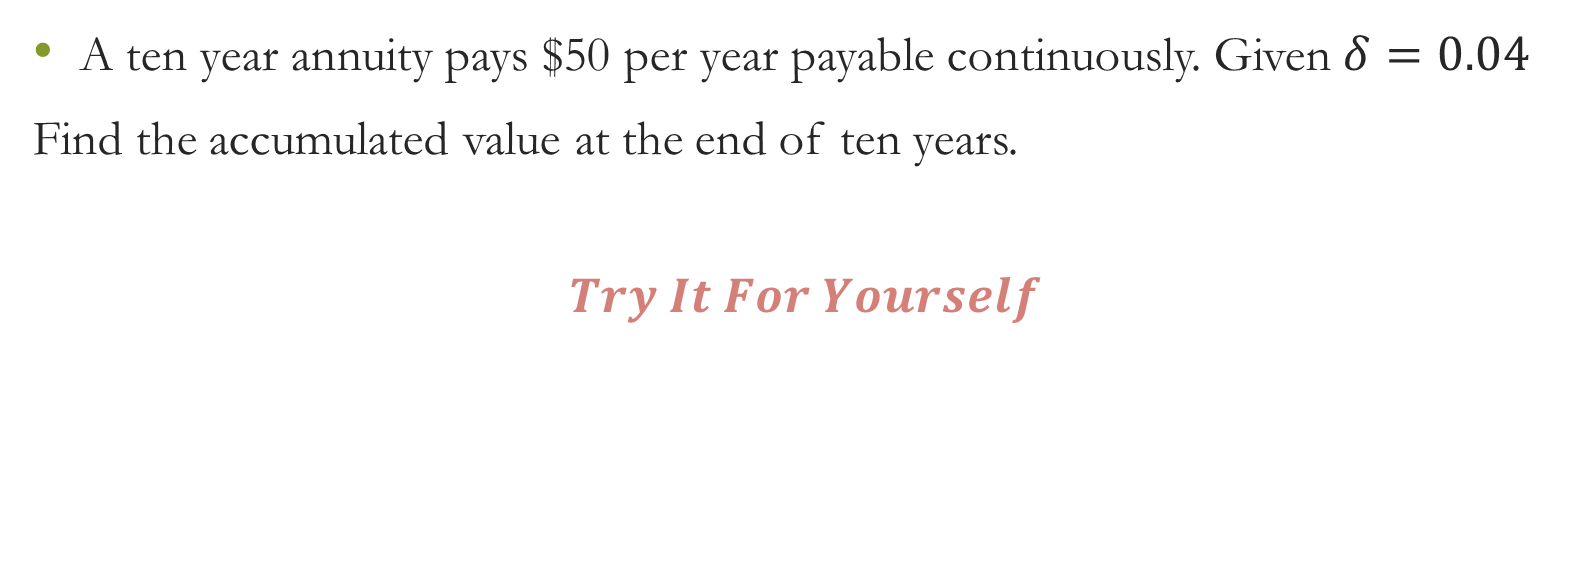 • A ten year annuity pays $50 per year payable continuously. Given 𝛿 = 0.04
Find the accumulated value at the end of ten years.
Try It For Yourself